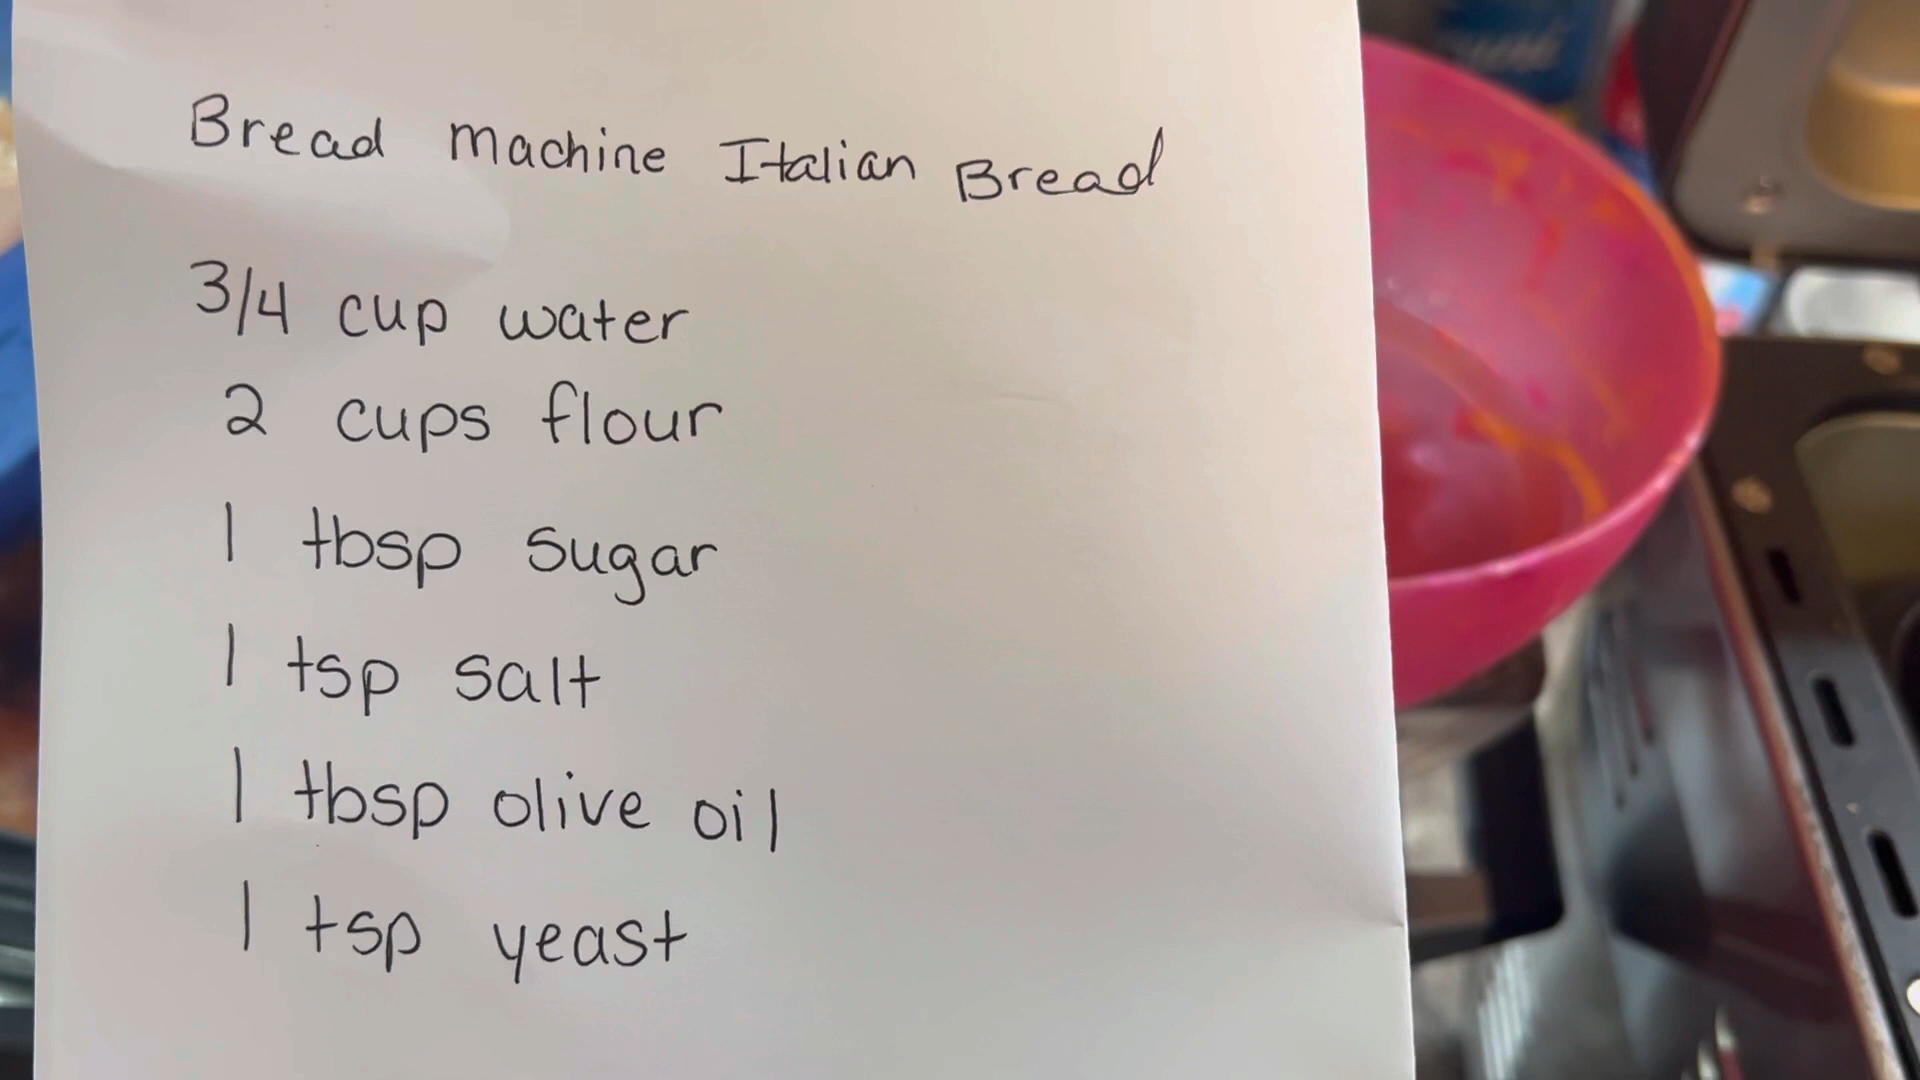 Bread Machine Italian Bread
3/4 cup water
2 cups flour
1 tbsp sugar
1 tsp salt
1 tbsp olive oil
1 tsp yeast